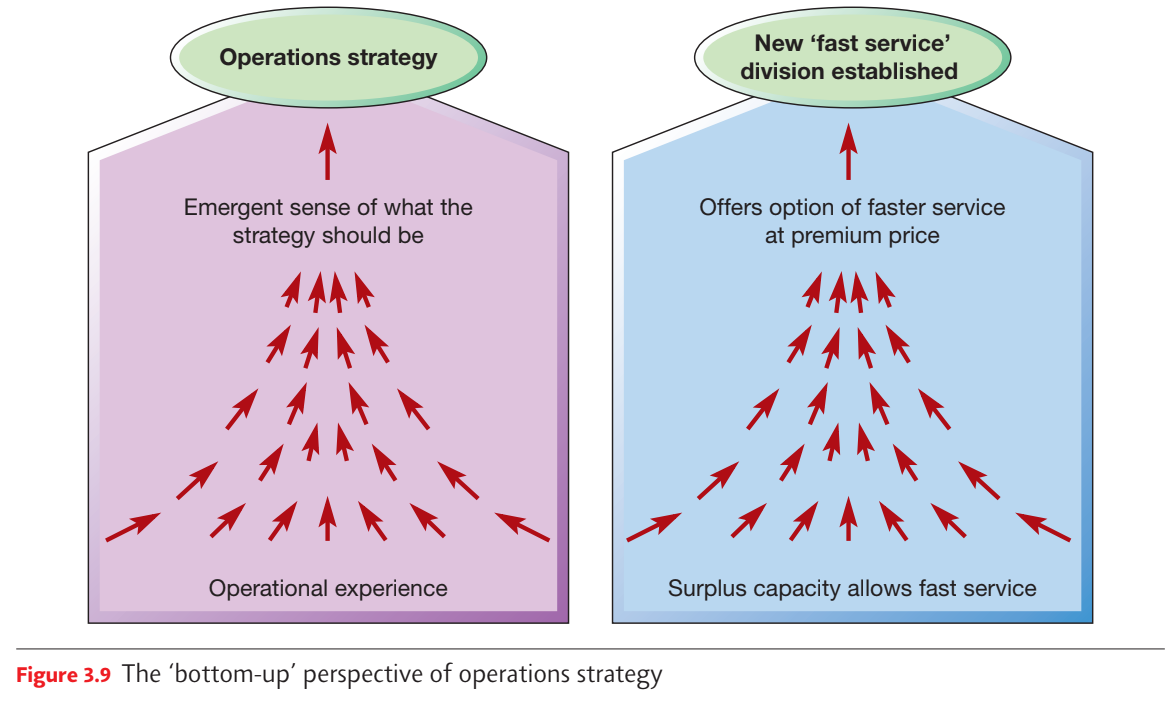 Operations strategy
Emergent sense of what the
strategy should be
Operational experience
New ‘fast service’
division established
Offers option of faster service
at premium price
Surplus capacity allows fast service
Figure 3.9 The ‘bottom-up’ perspective of operations strategy